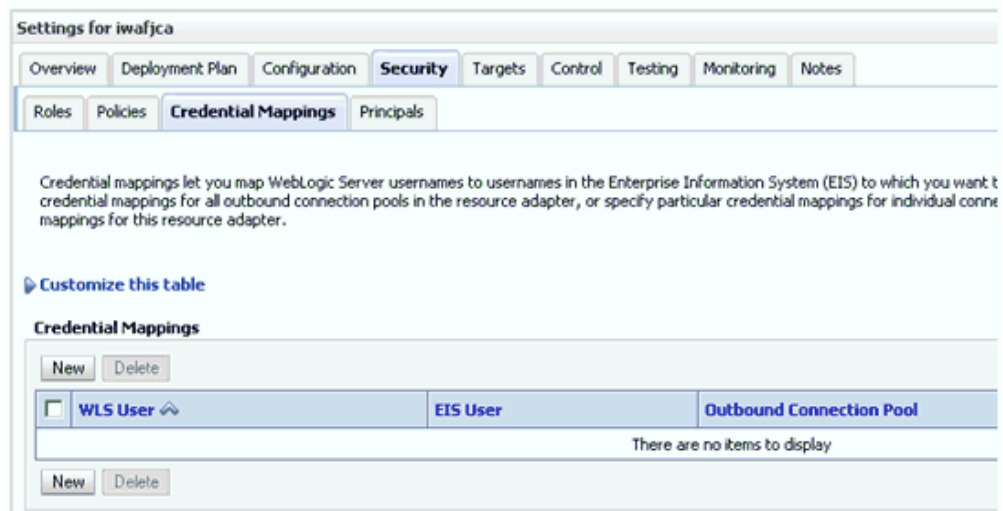 Settings for iwafjca
Overview Deployment Plan Configuration Security Targets Control Testing Monitoring Notes
Roles Policies Credential Mappings Principals
Credential mappings let you map WebLogic Server usernames to usernames in the Enterprise Information System (EIS) to which you want
credential mappings for all outbound connection pools in the resource adapter, or specify particular credential mappings for individual
mappings for this resource adapter.
Customize this table
Credential Mappings
New Delete
WLS User EIS User Outbound Connection Pool
There are no items to display
New Delete